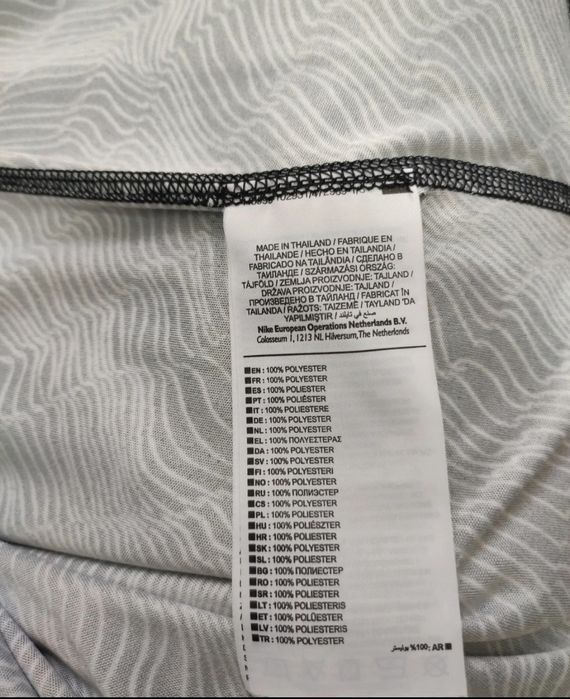 MADE IN THAILAND / FABRIQUE EN
THAILANDE / HECHO EN TAILANDIA /
FABRICADO NA TAILÂNDIA / СДЕЛАНО В
ТАИЛАНДЕ / SZÁRMAZÁSI ORSZÁG:
TÁJFÖLD / ZEMLJA PROIZVODNJE: TAJLAND /
DRŽAVA PROIZVODNJE: TAJLAND /
ПРОИЗВЕДЕНО В ТАЙЛАНД / FABRICAT ÎN
TAILANDA / RAŽOTS: TAIZEME / TAYLAND 'DA
YAPILMIŞTIR / صنع في تايلند
Nike European Operations Netherlands B.V.
Colosseum 1, 1213 NL Hilversum, The Netherlands
EN : 100% POLYESTER
FR : 100% POLYESTER
ES : 100% POLIÉSTER
PT : 100% POLIÉSTER
IT : 100% POLIESTERE
DE : 100% POLYESTER
NL : 100% POLYESTER
EL : 100% ΠΟΛΥΕΣΤΕΡΑΣ
DA : 100% POLYESTER
SV : 100% POLYESTER
FI : 100% POLYESTERI
NO : 100% POLYESTER
RU : 100% ПОЛИЭСТЕР
CS : 100% POLYESTER
PL : 100% POLIESTER
HU : 100% POLIÉSZTER
HR : 100% POLIESTER
SK : 100% POLYESTER
SL : 100% POLIESTER
BG : 100% ПОЛИЕСТЕР
RO : 100% POLIESTER
SR : 100% POLIESTER
LT : 100% POLIESTERIS
ET : 100% POLÜESTER
LV : 100% POLIESTERIS
TR : 100% POLYESTER
AR : 100% بوليستر